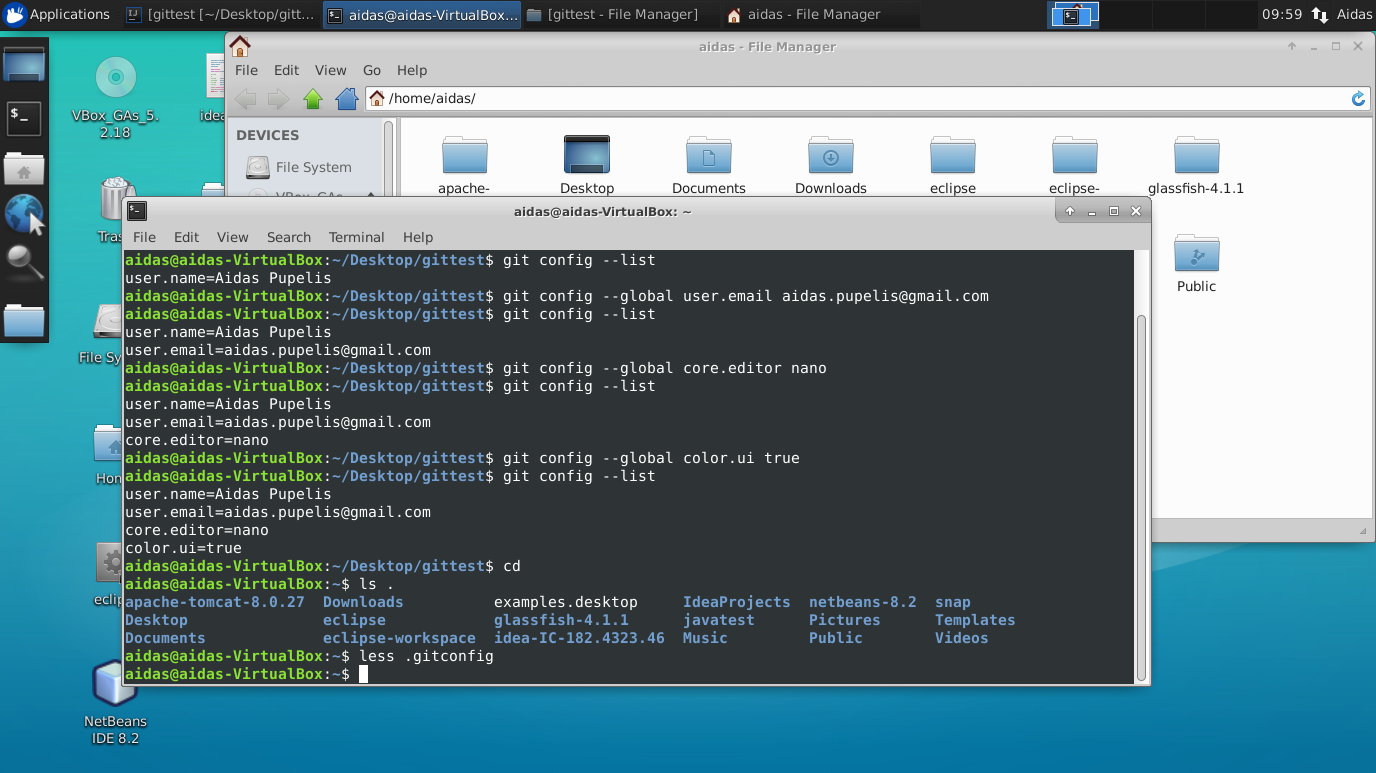 Applications
[gittest [~/Desktop/gitt...
aidas@aidas-VirtualBox...
[gittest - File Manager]
aidas - File Manager
09:59
Aidas
VBox_GAs_5.
2.18
idea
Tras
File Sy
Hon
eclip
NetBeans
IDE 8.2
aidas - File Manager
File Edit View Go Help
/home/aidas/
DEVICES
File System
VBox_GAs_
apache-
Desktop
Documents
Downloads
eclipse
eclipse-
glassfish-4.1.1
Public
aidas@aidas-VirtualBox: ~
File Edit View Search Terminal Help
aidas@aidas-VirtualBox:~/Desktop/gittest$ git config --list
user.name=Aidas Pupelis
aidas@aidas-VirtualBox:~/Desktop/gittest$ git config --global user.email aidas.pupelis@gmail.com
aidas@aidas-VirtualBox:~/Desktop/gittest$ git config --list
user.name=Aidas Pupelis
user.email=aidas.pupelis@gmail.com
aidas@aidas-VirtualBox:~/Desktop/gittest$ git config --global core.editor nano
aidas@aidas-VirtualBox:~/Desktop/gittest$ git config --list
user.name=Aidas Pupelis
user.email=aidas.pupelis@gmail.com
core.editor=nano
aidas@aidas-VirtualBox:~/Desktop/gittest$ git config --global color.ui true
aidas@aidas-VirtualBox:~/Desktop/gittest$ git config --list
user.name=Aidas Pupelis
user.email=aidas.pupelis@gmail.com
core.editor=nano
color.ui=true
aidas@aidas-VirtualBox:~/Desktop/gittest$ cd
aidas@aidas-VirtualBox:~$ ls .
apache-tomcat-8.0.27 Downloads examples.desktop IdeaProjects netbeans-8.2 snap
Desktop eclipse glassfish-4.1.1 javatest Pictures Templates
Documents eclipse-workspace idea-IC-182.4323.46 Music Public Videos
aidas@aidas-VirtualBox:~$ less .gitconfig
aidas@aidas-VirtualBox:~$